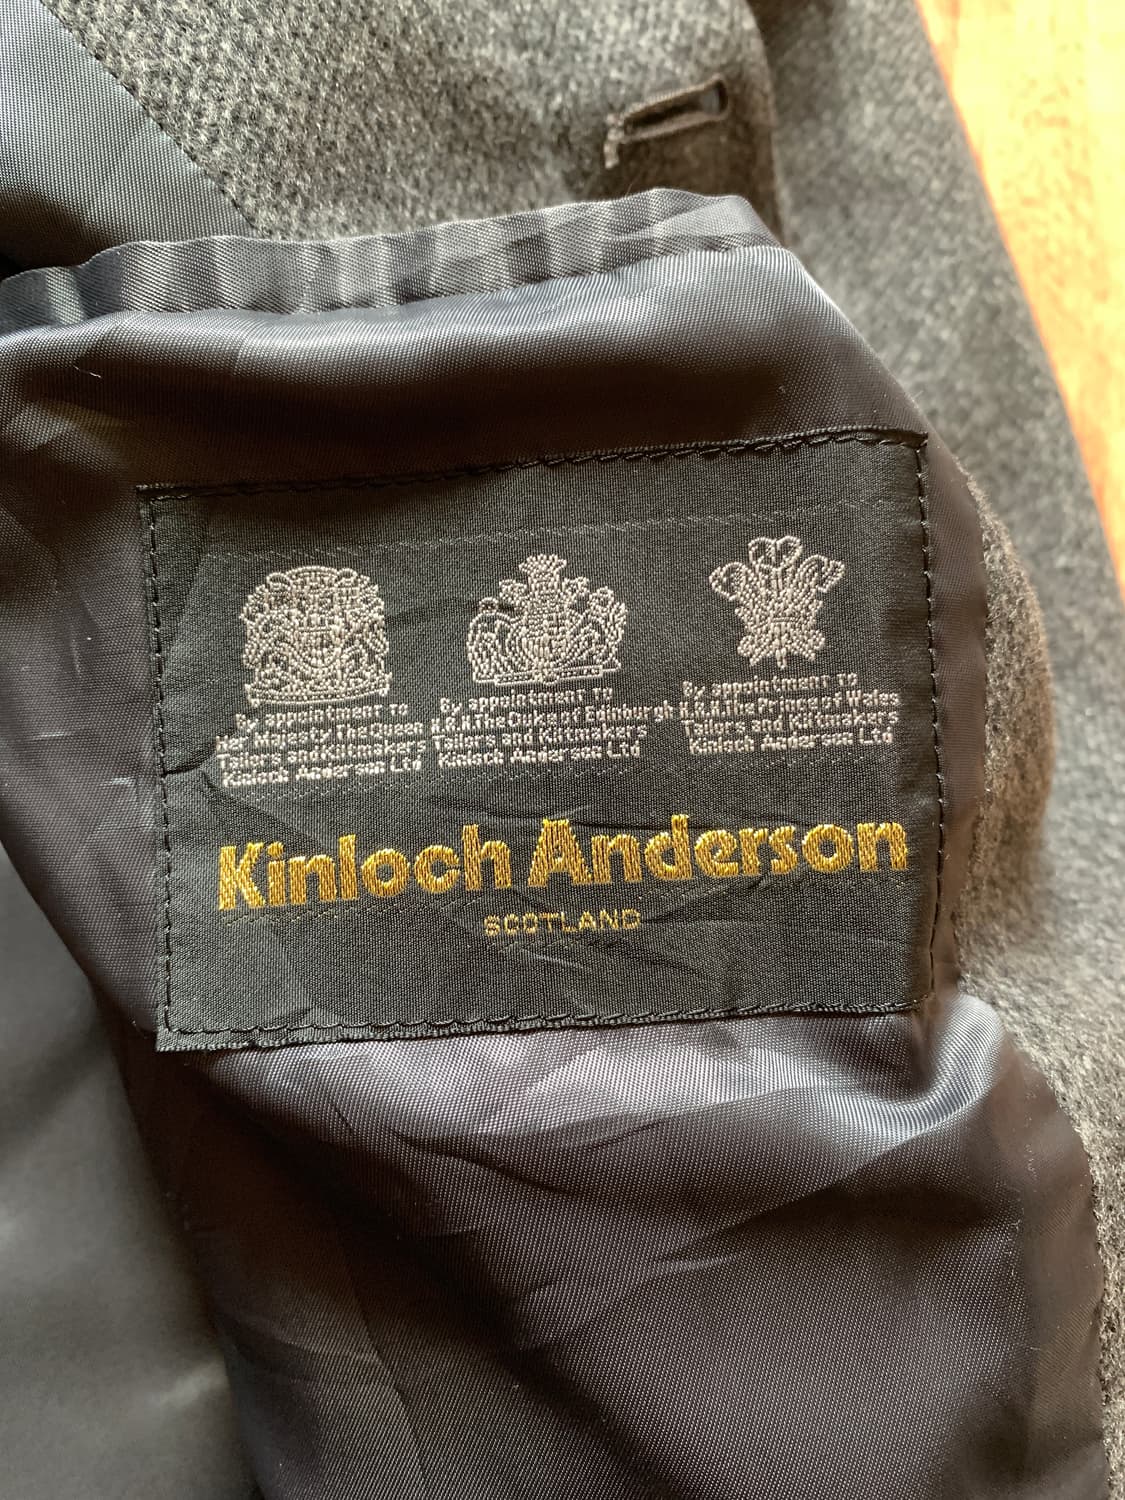 By appointment to
Her Majesty The Queen
Tailors and Kiltmakers
Kinloch Anderson Ltd
By appointment to
H.R.H. The Duke of Edinburgh
Tailors and Kiltmakers
Kinloch Anderson Ltd
By appointment to
H.R.H. The Prince of Wales
Tailors and Kiltmakers
Kinloch Anderson Ltd
Kinloch Anderson
SCOTLAND